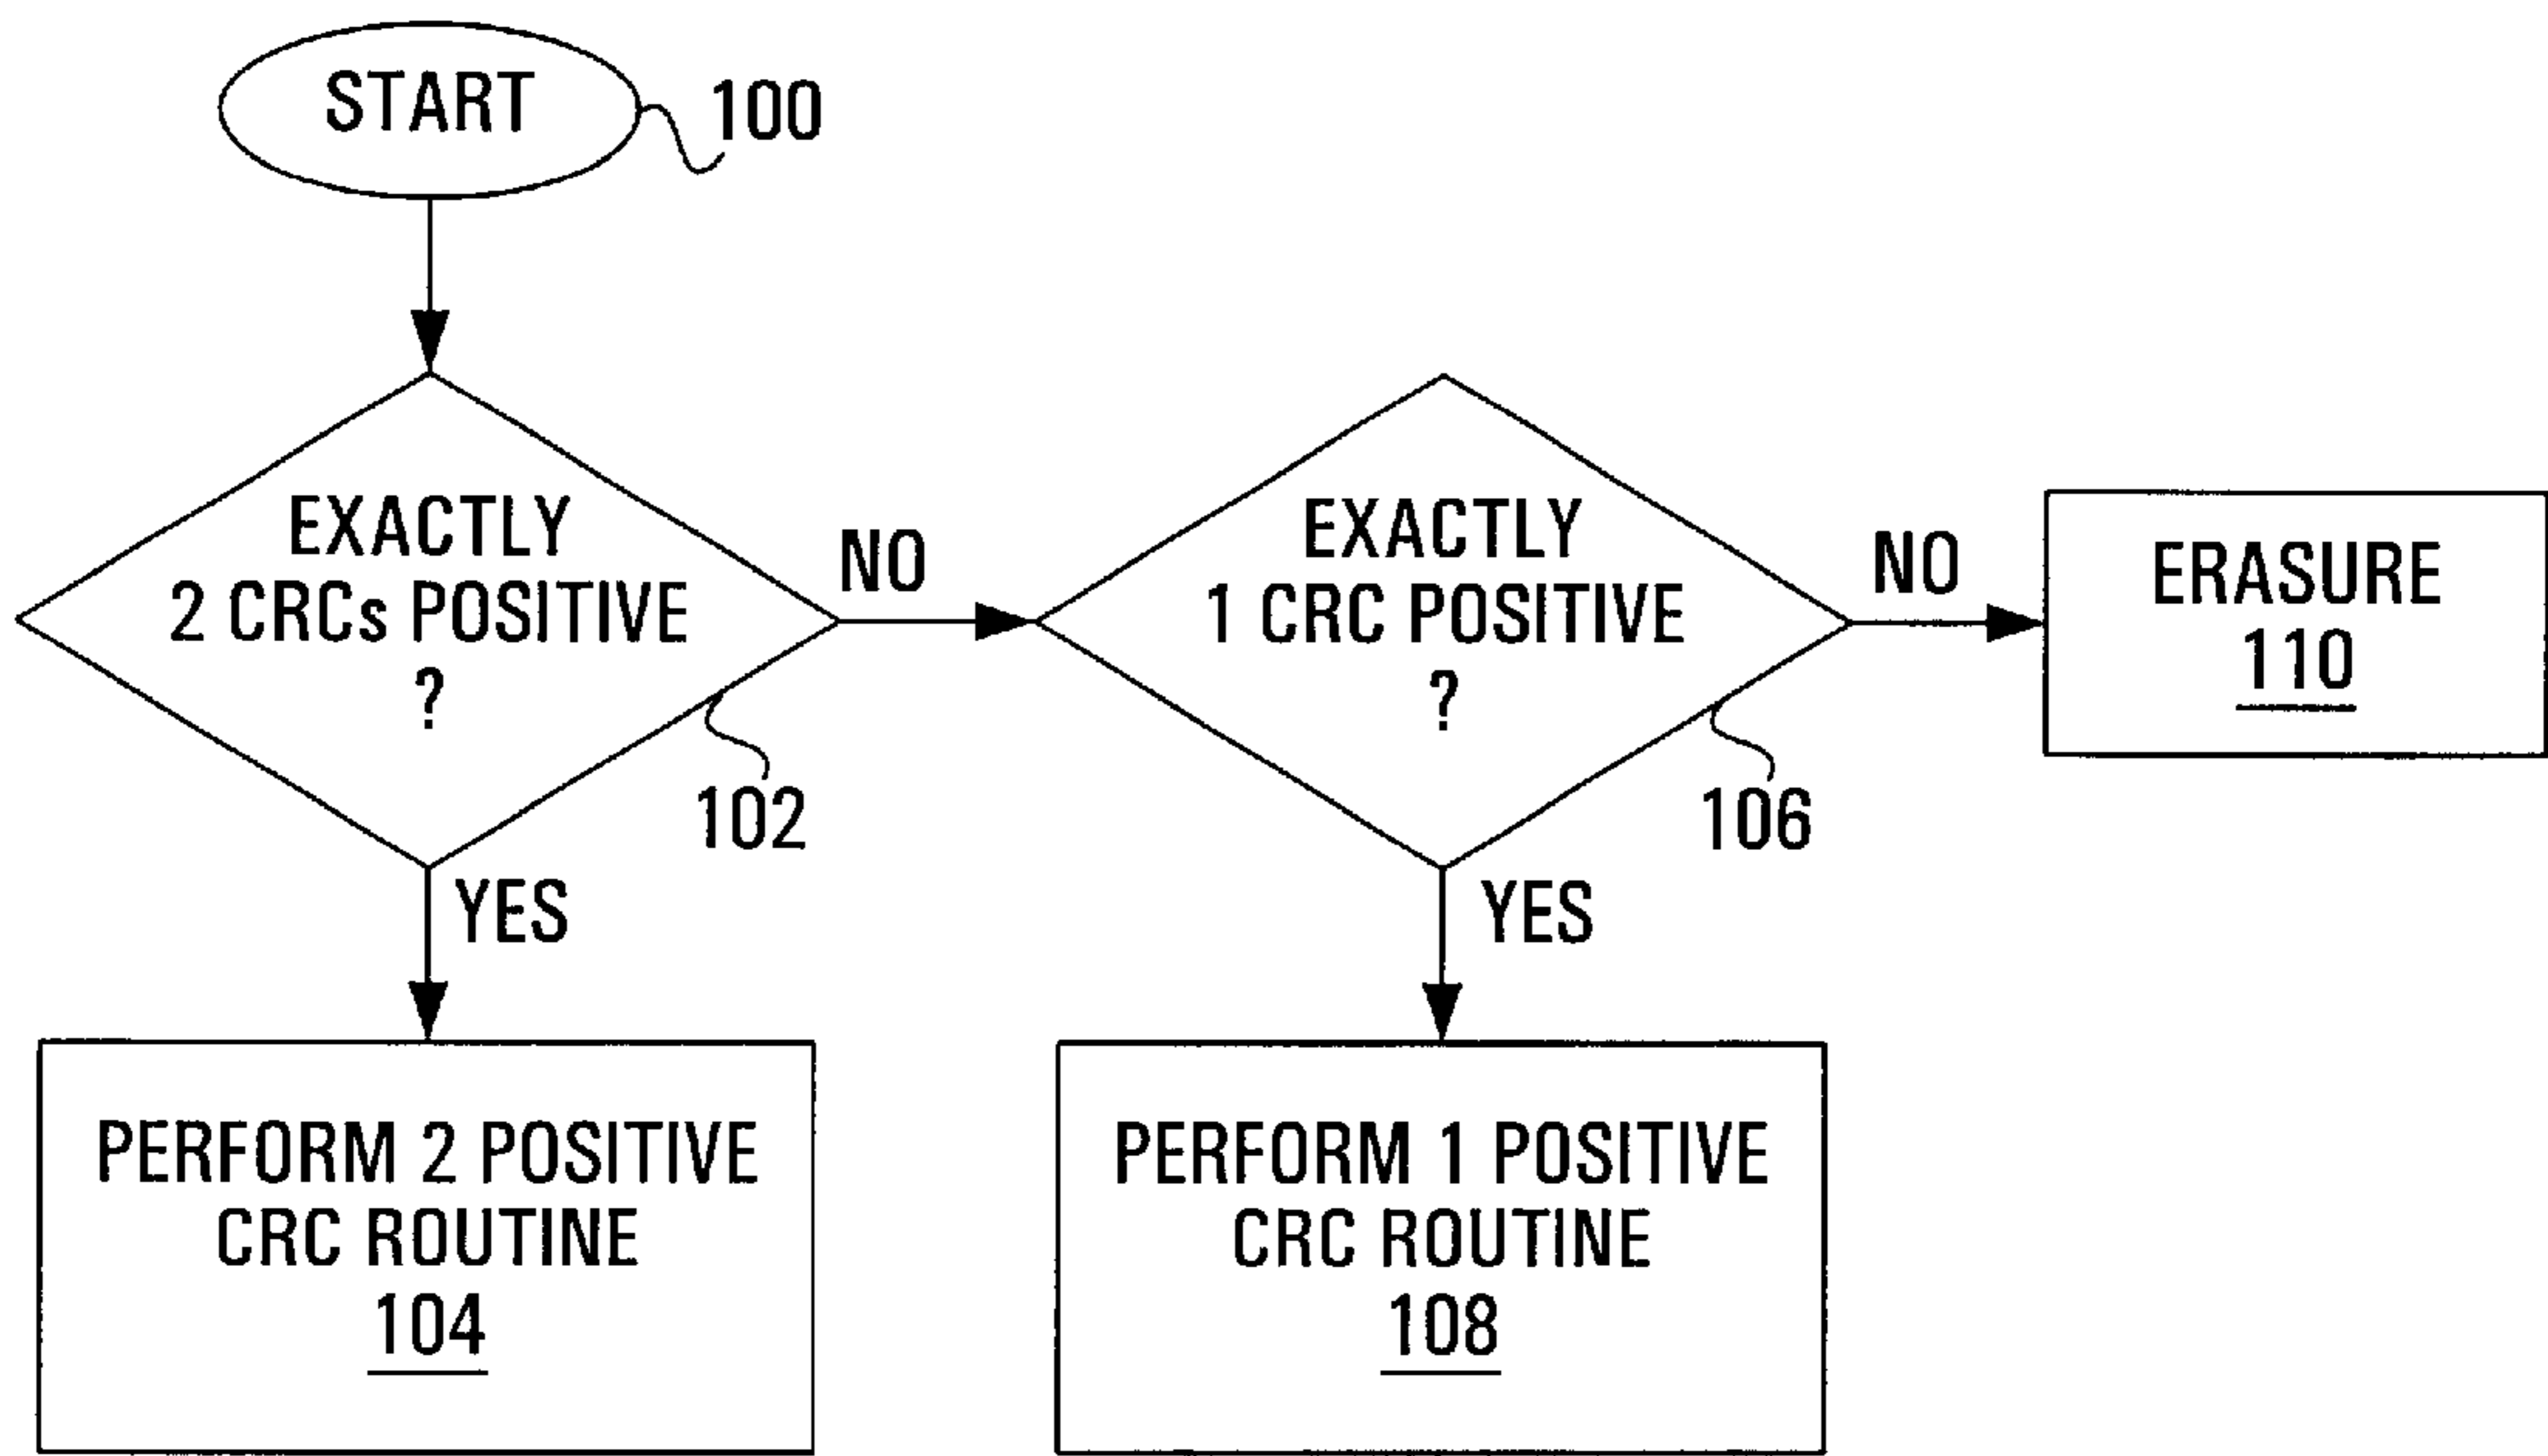 START
100
EXACTLY
2 CRCs POSITIVE
?
102
NO
YES
PERFORM 2 POSITIVE
CRC ROUTINE
104
EXACTLY
1 CRC POSITIVE
?
106
NO
YES
PERFORM 1 POSITIVE
CRC ROUTINE
108
ERASURE
110